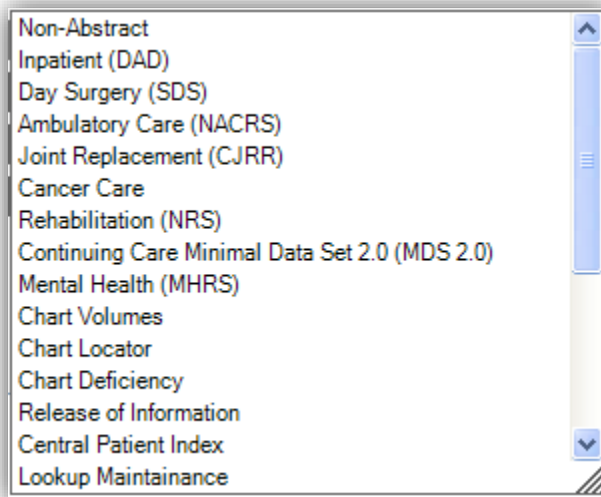 Non-Abstract
Inpatient (DAD)
Day Surgery (SDS)
Ambulatory Care (NACRS)
Joint Replacement (CJRR)
Cancer Care
Rehabilitation (NRS)
Continuing Care Minimal Data Set 2.0 (MDS 2.0)
Mental Health (MHRS)
Chart Volumes
Chart Locator
Chart Deficiency
Release of Information
Central Patient Index
Lookup Maintainance